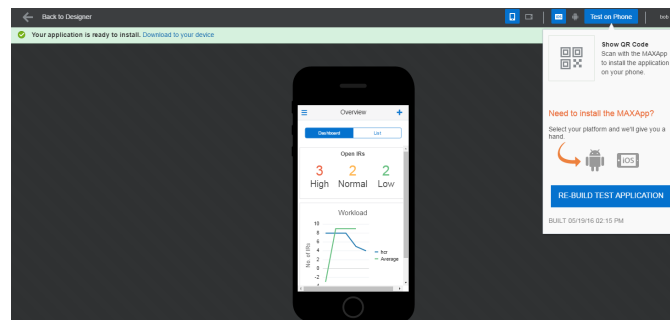 Back to Designer
Test on Phone
bob
Your application is ready to install. Download to your device
Show QR Code
Scan with the MAXApp
to install the application
on your phone.
Need to install the MAXApp?
Select your platform and we'll give you a
hand.
iOS
RE-BUILD TEST APPLICATION
BUILT 05/19/16 02:15 PM
Overview
Dashboard
List
Open IRs
3 2 2
High Normal Low
Workload
No. of IRs
10
8
6
4
2
0
-2
her
Average